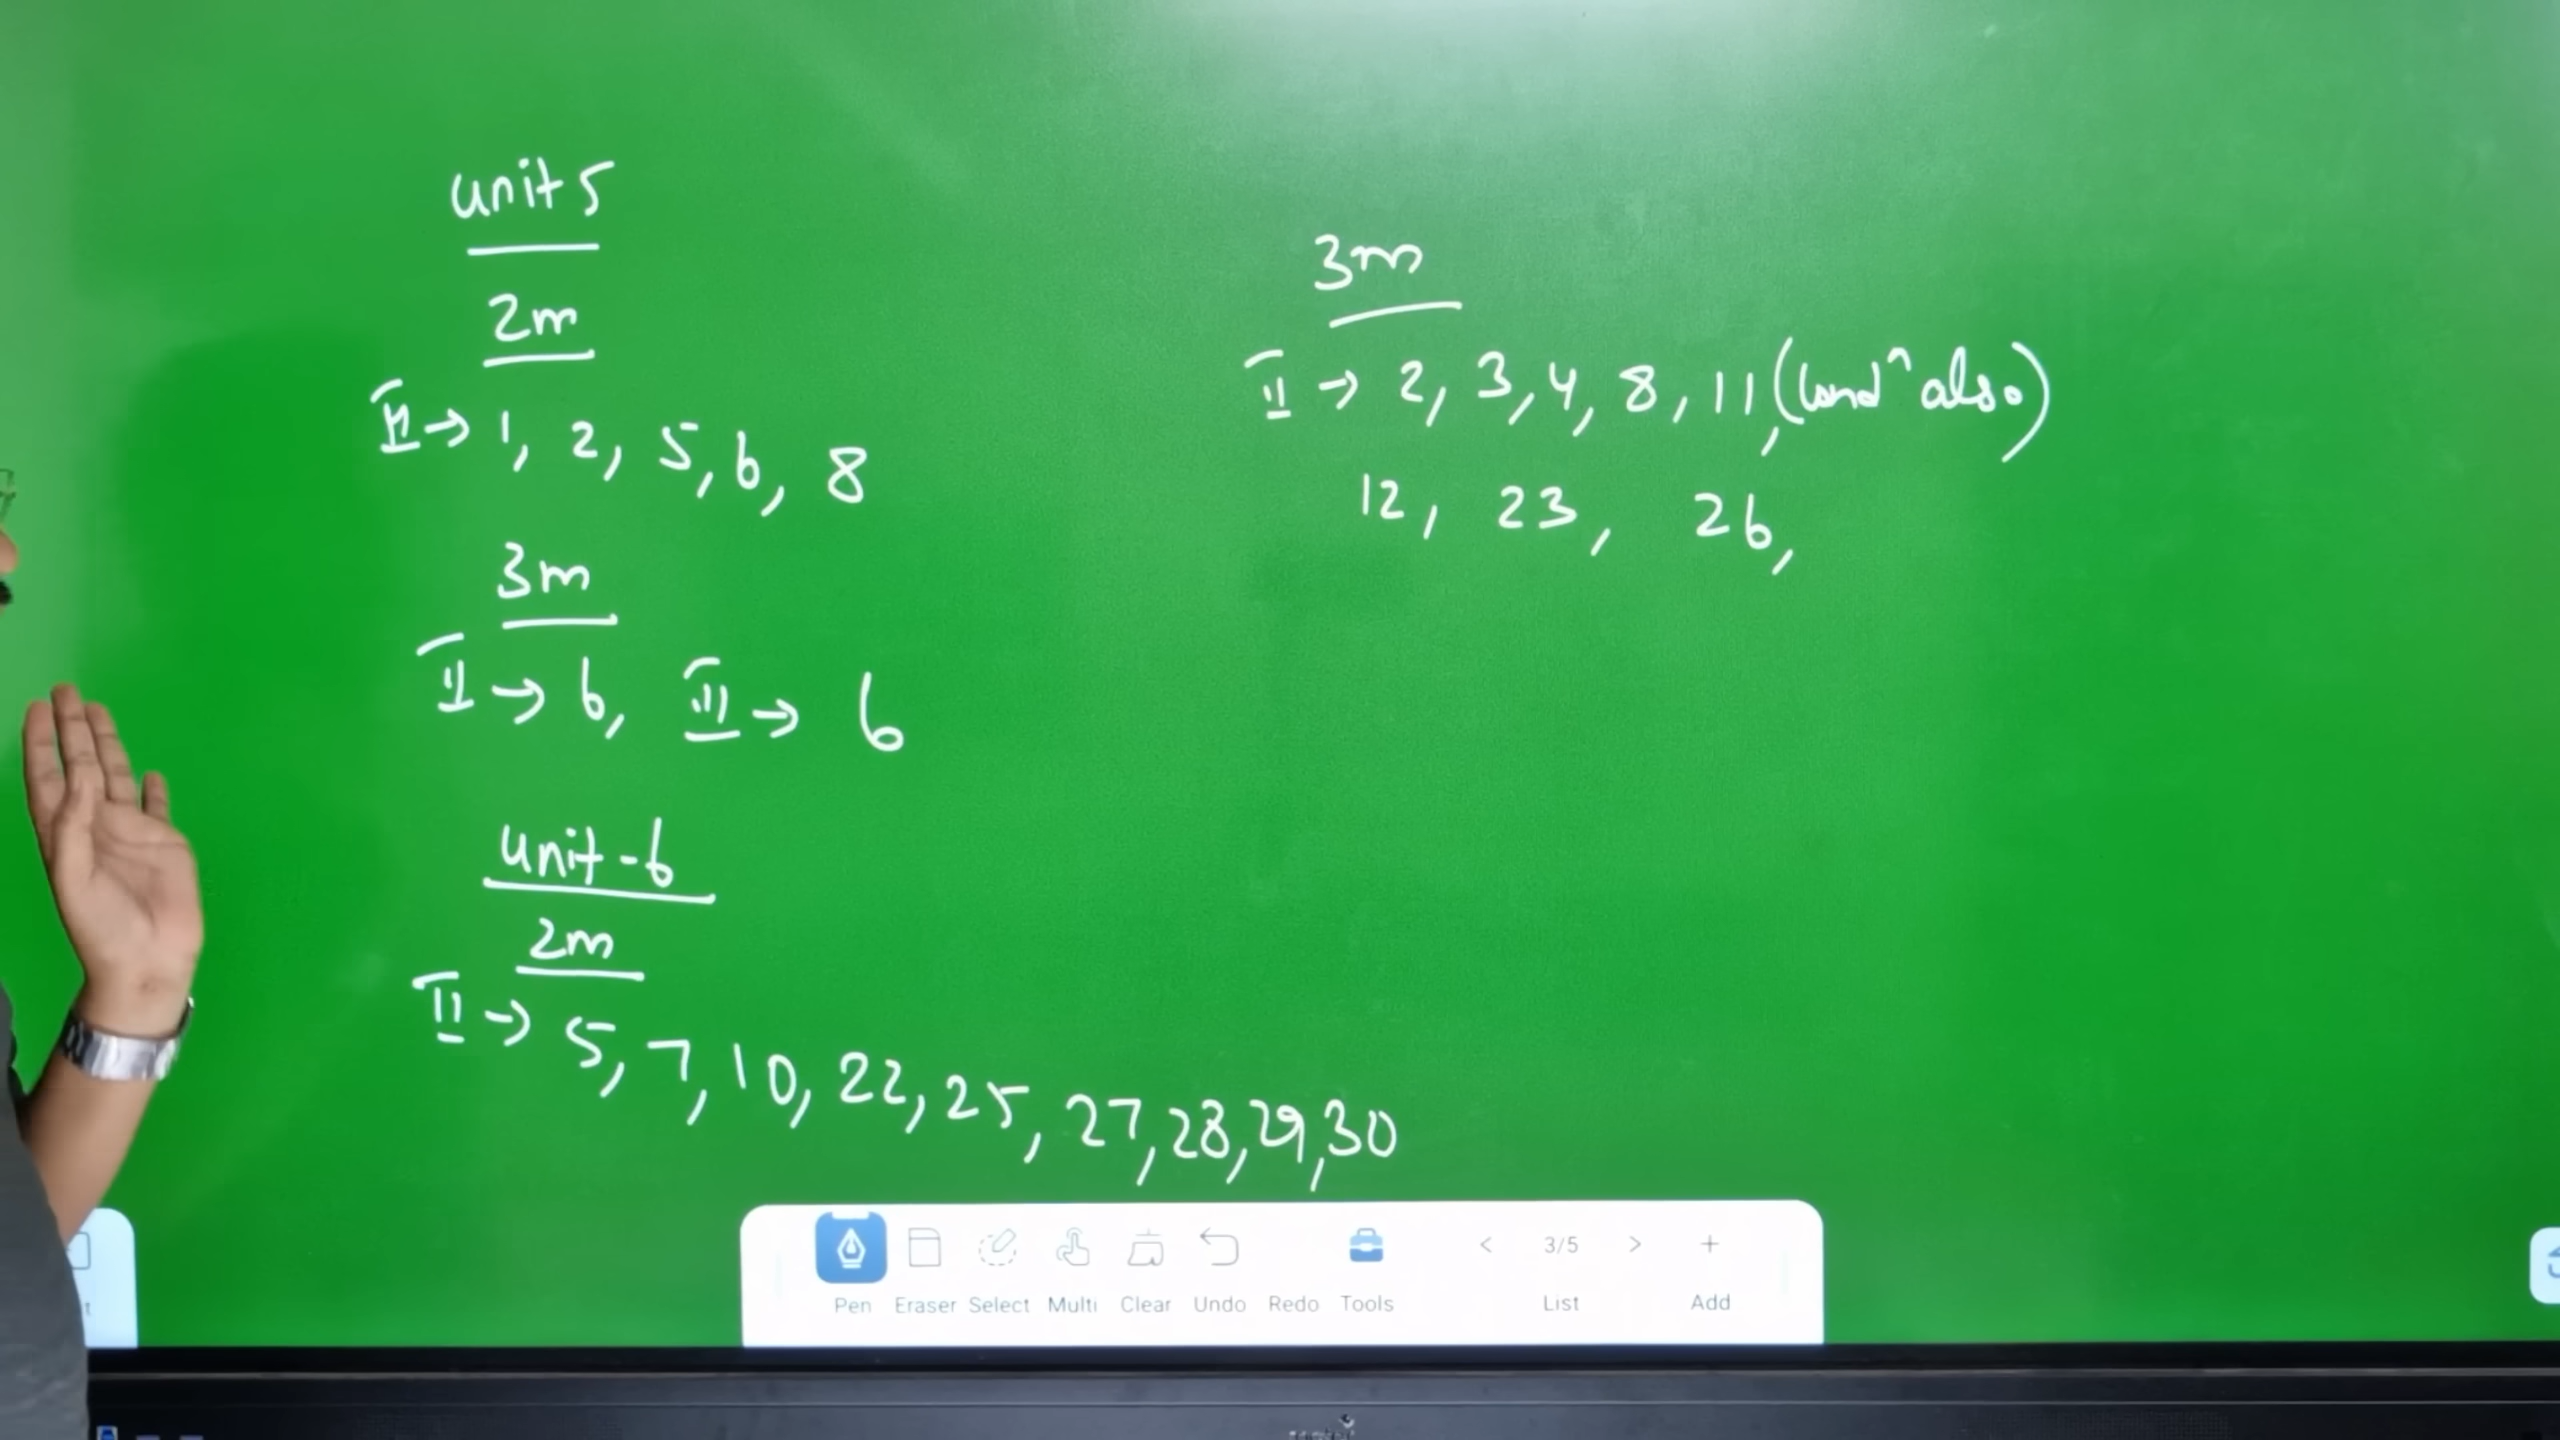 unit 5
2m
II → 1, 2, 5, 6, 8
3m
II → 6, III → 6
unit-6
2m
II → 5, 7, 10, 22, 25, 27, 28, 29, 30
3m
II → 2, 3, 4, 8, 11, (condn also)
12, 23, 26,
Pen Eraser Select Multi Clear Undo Redo Tools List Add
3/5